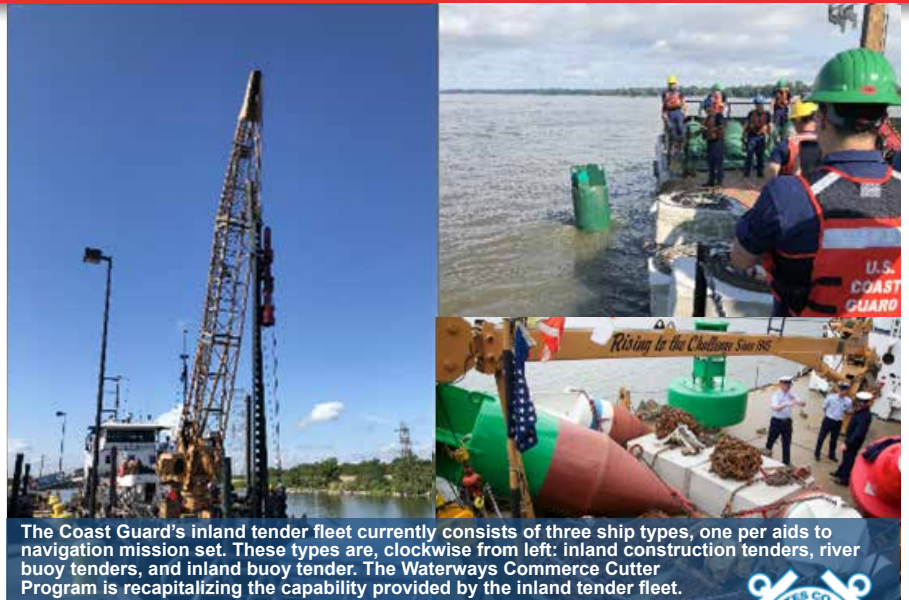 U.S.
COAST
GUARD
Rising to the Challenge Since 1945
The Coast Guard's inland tender fleet currently consists of three ship types, one per aids to
navigation mission set. These types are, clockwise from left: inland construction tenders, river
buoy tenders, and inland buoy tender. The Waterways Commerce Cutter
Program is recapitalizing the capability provided by the inland tender fleet.